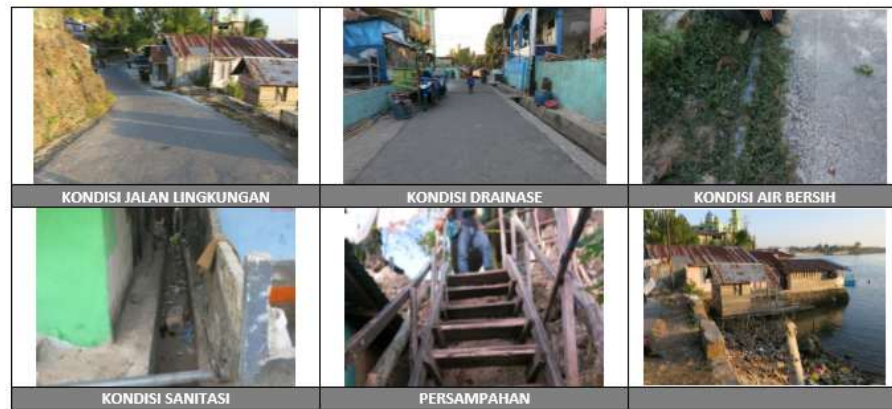 KONDISI JALAN LINGKUNGAN
KONDISI DRAINASE
KONDISI AIR BERSIH
KONDISI SANITASI
PERSAMPAHAN